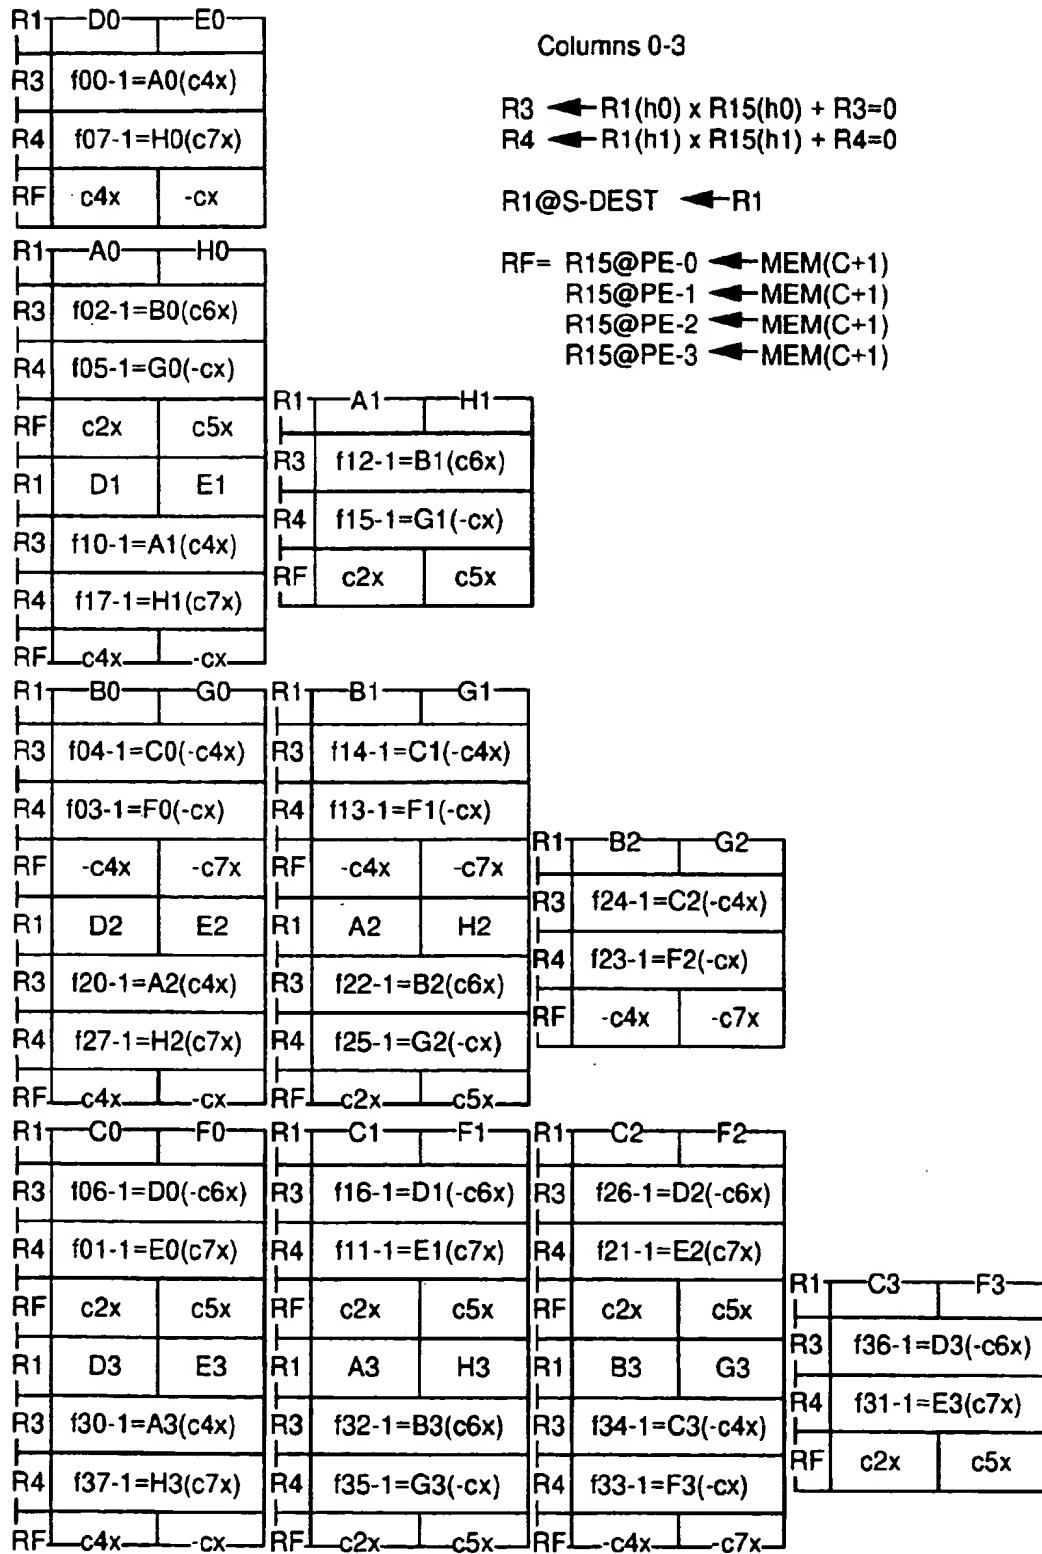 R1 D0 E0
R3 f00-1=A0(c4x)
R4 f07-1=H0(c7x)
RF c4x -cx
Columns 0-3
R3 ◄ R1(h0) x R15(h0) + R3=0
R4 ◄ R1(h1) x R15(h1) + R4=0
R1@S-DEST ◄ R1
RF= R15@PE-0 ◄ MEM(C+1)
R15@PE-1 ◄ MEM(C+1)
R15@PE-2 ◄ MEM(C+1)
R15@PE-3 ◄ MEM(C+1)
R1 A0 H0
R3 f02-1=B0(c6x)
R4 f05-1=G0(-cx)
RF c2x c5x
R1 D1 E1
R3 f10-1=A1(c4x)
R4 f17-1=H1(c7x)
RF c4x -cx
R1 A1 H1
R3 f12-1=B1(c6x)
R4 f15-1=G1(-cx)
RF c2x c5x
R1 B0 G0
R3 f04-1=C0(-c4x)
R4 f03-1=F0(-cx)
RF -c4x -c7x
R1 D2 E2
R3 f20-1=A2(c4x)
R4 f27-1=H2(c7x)
RF c4x -cx
R1 B1 G1
R3 f14-1=C1(-c4x)
R4 f13-1=F1(-cx)
RF -c4x -c7x
R1 A2 H2
R3 f22-1=B2(c6x)
R4 f25-1=G2(-cx)
RF c2x c5x
R1 B2 G2
R3 f24-1=C2(-c4x)
R4 f23-1=F2(-cx)
RF -c4x -c7x
R1 C0 F0
R3 f06-1=D0(-c6x)
R4 f01-1=E0(c7x)
RF c2x c5x
R1 D3 E3
R3 f30-1=A3(c4x)
R4 f37-1=H3(c7x)
RF c4x -cx
R1 C1 F1
R3 f16-1=D1(-c6x)
R4 f11-1=E1(c7x)
RF c2x c5x
R1 A3 H3
R3 f32-1=B3(c6x)
R4 f35-1=G3(-cx)
RF c2x c5x
R1 C2 F2
R3 f26-1=D2(-c6x)
R4 f21-1=E2(c7x)
RF c2x c5x
R1 B3 G3
R3 f34-1=C3(-c4x)
R4 f33-1=F3(-cx)
RF -c4x -c7x
R1 C3 F3
R3 f36-1=D3(-c6x)
R4 f31-1=E3(c7x)
RF c2x c5x